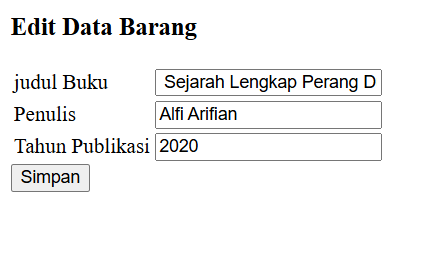 Edit Data Barang
judul Buku Sejarah Lengkap Perang D
Penulis Alfi Arifian
Tahun Publikasi 2020
Simpan